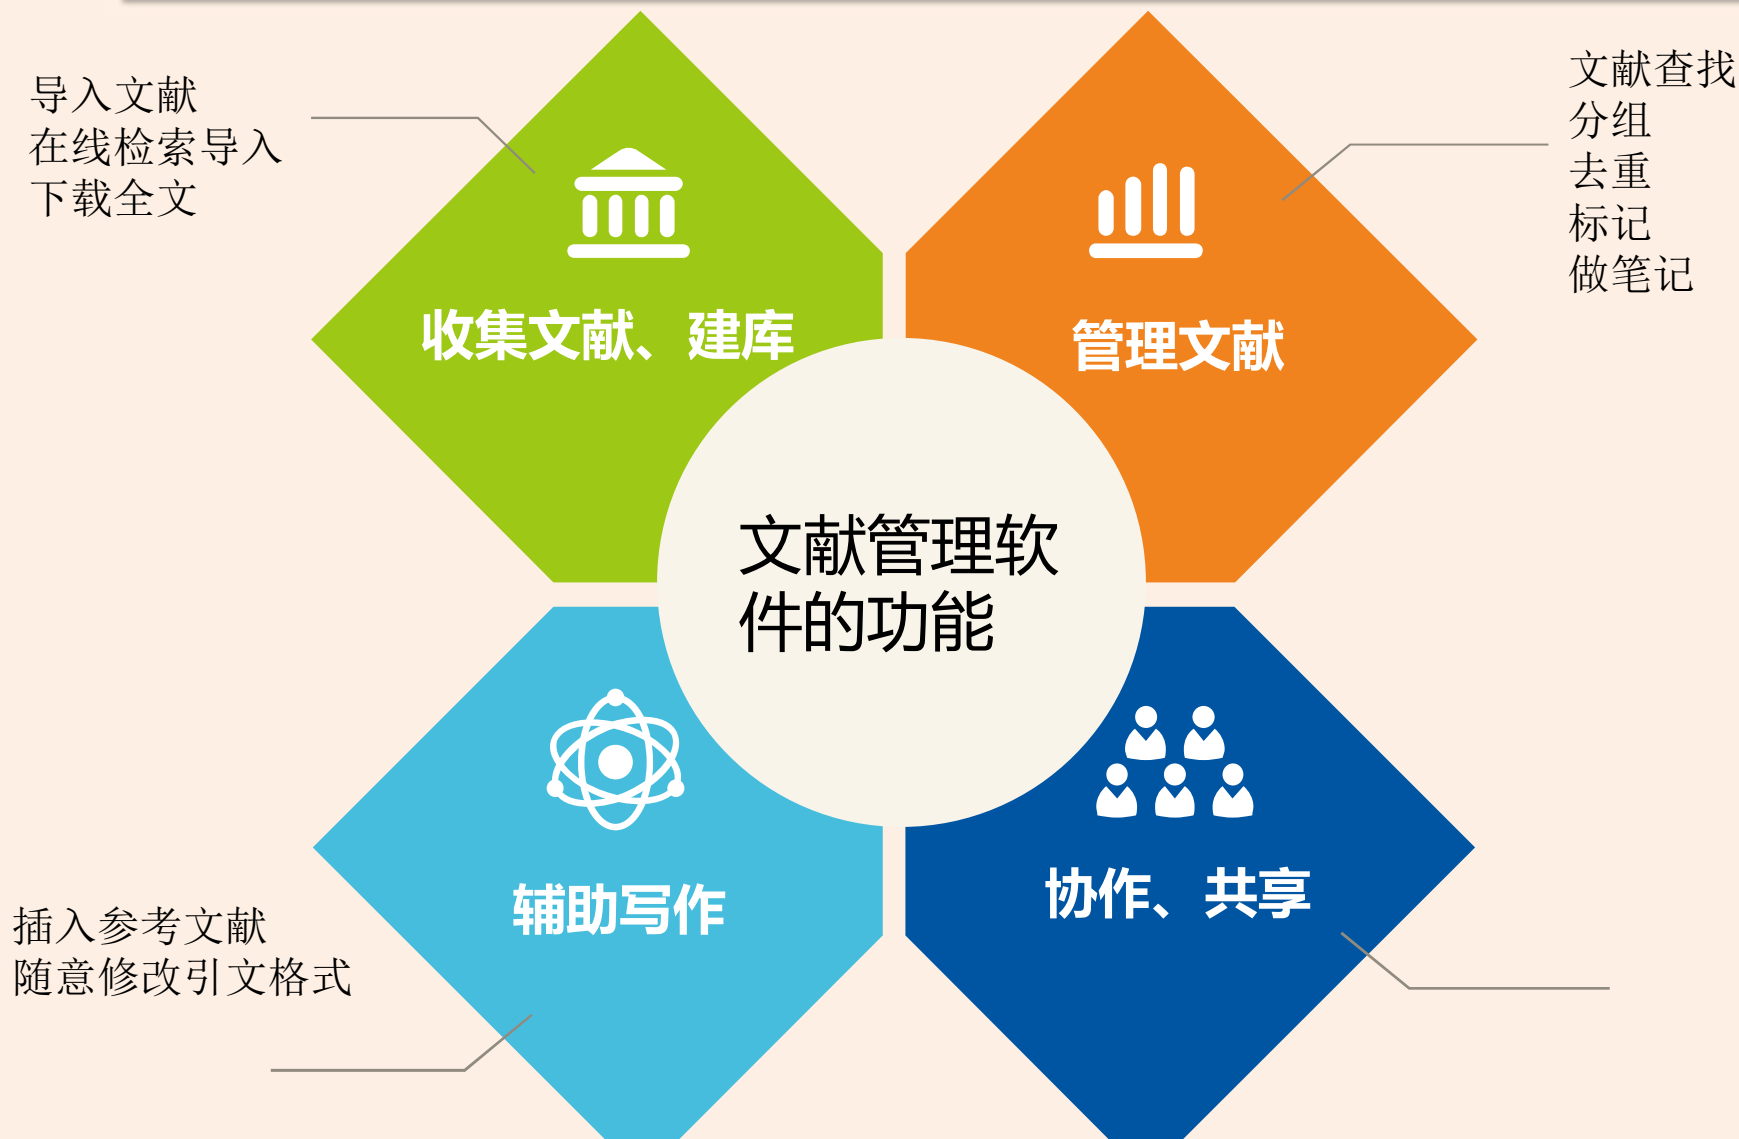 导入文献
在线检索导入
下载全文
收集文献、建库
文献查找
分组
去重
标记
做笔记
管理文献
文献管理软
件的功能
插入参考文献
随意修改引文格式
辅助写作
协作、共享